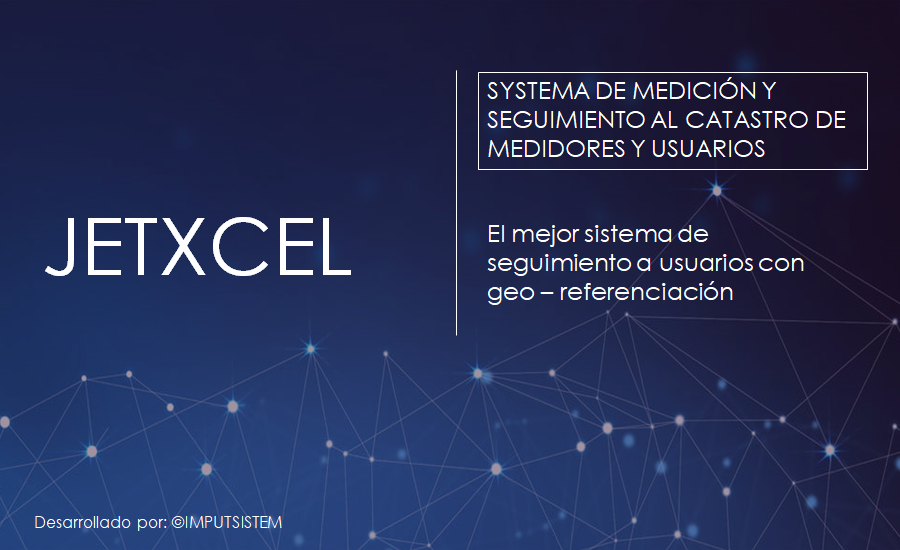 JETXCEL
SYSTEMA DE MEDICIÓN Y
SEGUIMIENTO AL CATASTRO DE
MEDIDORES Y USUARIOS
El mejor sistema de
seguimiento a usuarios con
geo – referenciación
Desarrollado por: ©IMPUTSISTEM